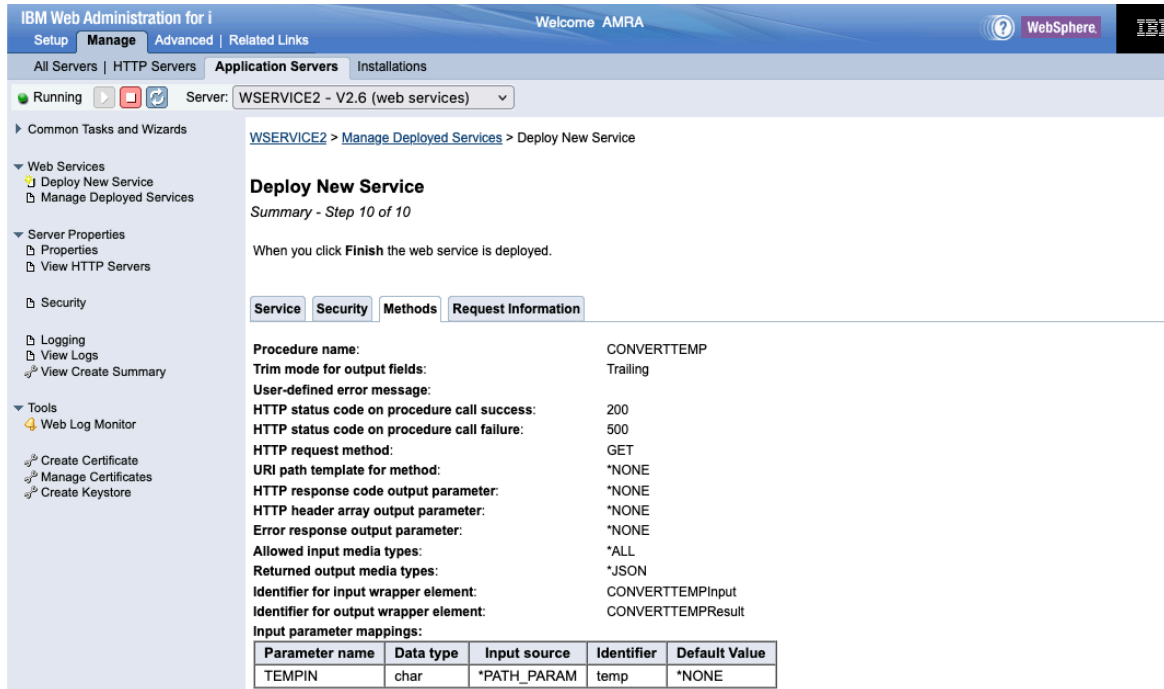 IBM Web Administration for i
Welcome AMRA
Setup Manage Advanced | Related Links
? WebSphere. IBM
All Servers | HTTP Servers Application Servers Installations
Running Server: WSERVICE2 - V2.6 (web services)
Common Tasks and Wizards
Web Services
Deploy New Service
Manage Deployed Services
Server Properties
Properties
View HTTP Servers
Security
Logging
View Logs
View Create Summary
Tools
Web Log Monitor
Create Certificate
Manage Certificates
Create Keystore
WSERVICE2 > Manage Deployed Services > Deploy New Service
Deploy New Service
Summary - Step 10 of 10
When you click Finish the web service is deployed.
Service Security Methods Request Information
Procedure name: CONVERTTEMP
Trim mode for output fields: Trailing
User-defined error message:
HTTP status code on procedure call success: 200
HTTP status code on procedure call failure: 500
HTTP request method: GET
URI path template for method: *NONE
HTTP response code output parameter: *NONE
HTTP header array output parameter: *NONE
Error response output parameter: *NONE
Allowed input media types: *ALL
Returned output media types: *JSON
Identifier for input wrapper element: CONVERTTEMPInput
Identifier for output wrapper element: CONVERTTEMPResult
Input parameter mappings:
Parameter name Data type Input source Identifier Default Value
TEMPIN char *PATH_PARAM temp *NONE